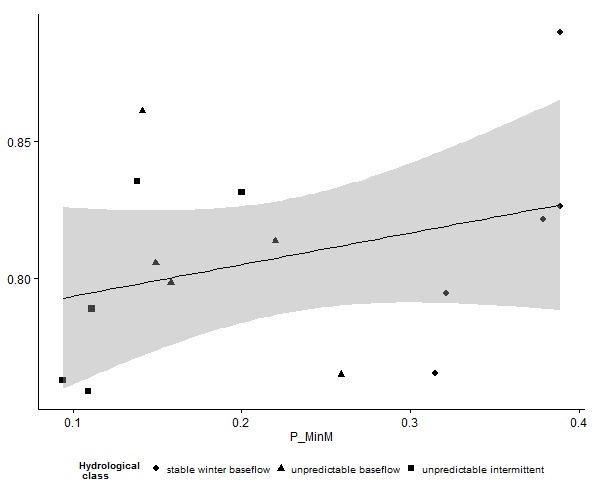 0.85
0.80
0.1 0.2 0.3 0.4
P_MinM
Hydrological
class
stable winter baseflow unpredictable baseflow unpredictable intermittent